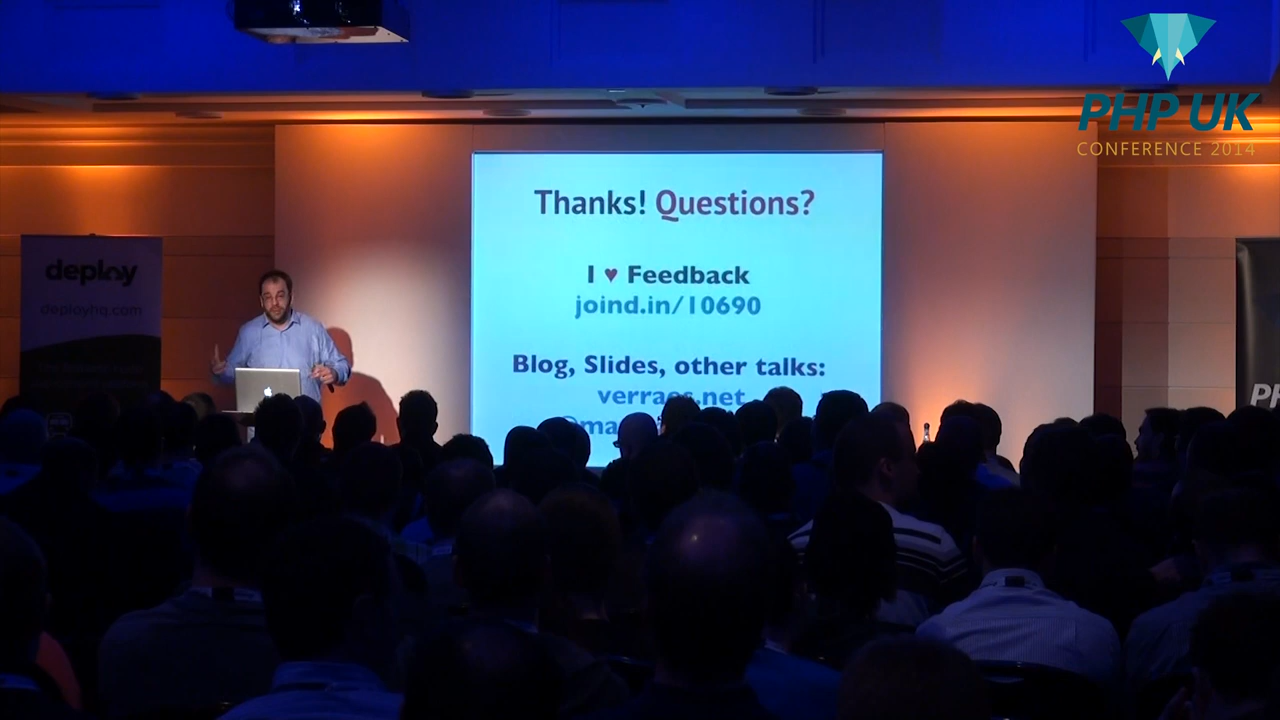 PHP UK
CONFERENCE 2014
Thanks! Questions?
I ♥ Feedback
joind.in/10690
Blog, Slides, other talks:
verraes.net
deploy
deployhq.com